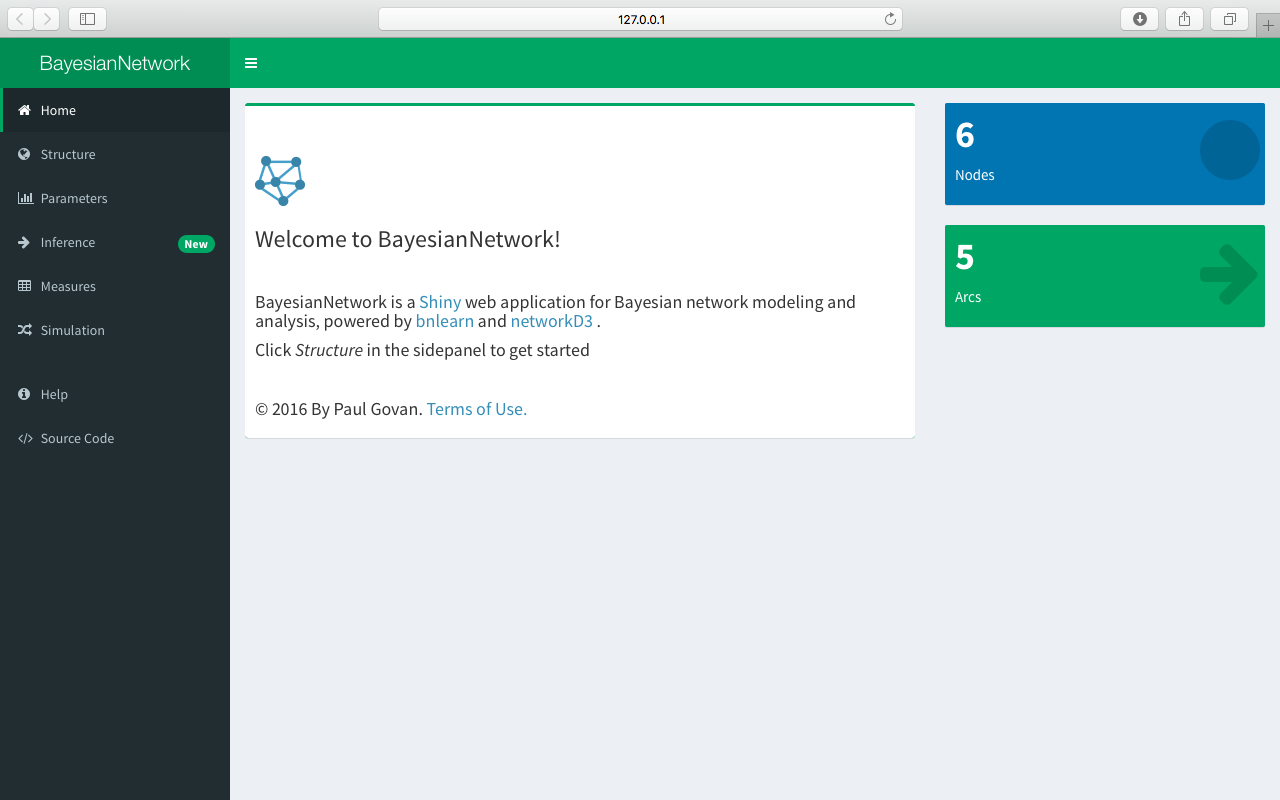 127.0.0.1
BayesianNetwork
Home
Structure
Parameters
Inference New
Measures
Simulation
Help
Source Code
Welcome to BayesianNetwork!
BayesianNetwork is a Shiny web application for Bayesian network modeling and
analysis, powered by bnlearn and networkD3 .
Click Structure in the sidepanel to get started
© 2016 By Paul Govan. Terms of Use.
6
Nodes
5
Arcs